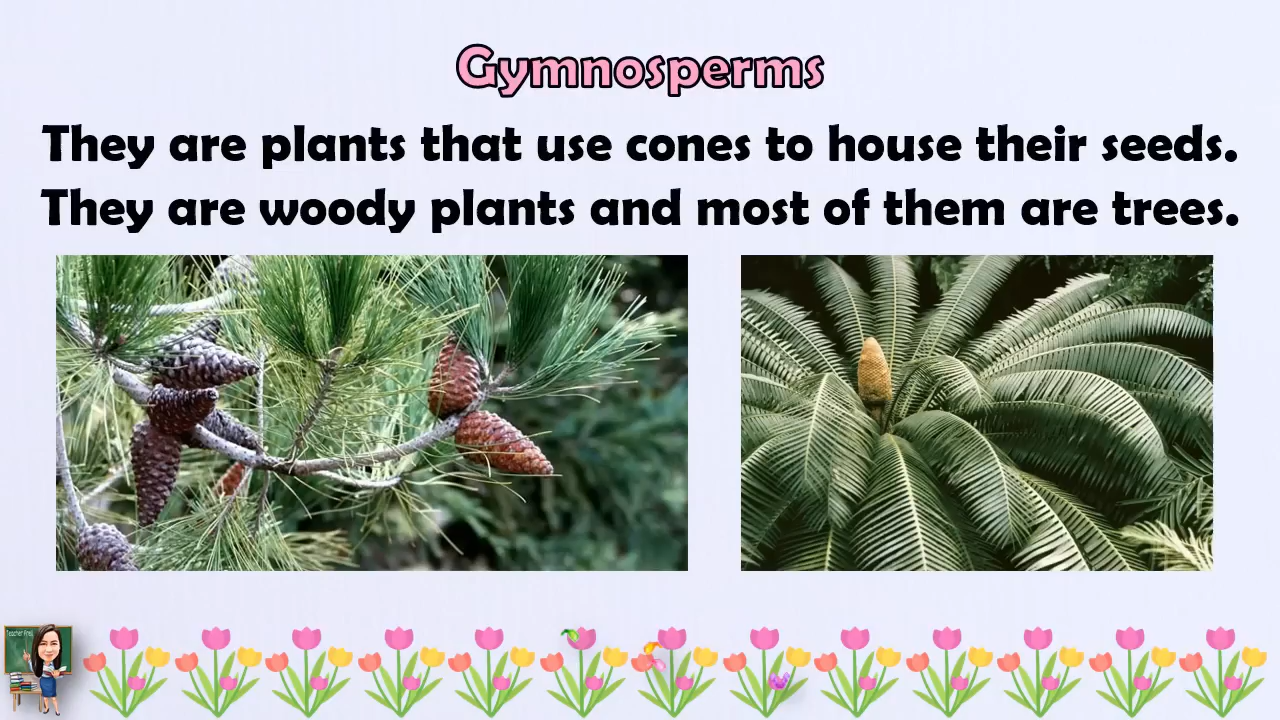 Gymnosperms
They are plants that use cones to house their seeds.
They are woody plants and most of them are trees.